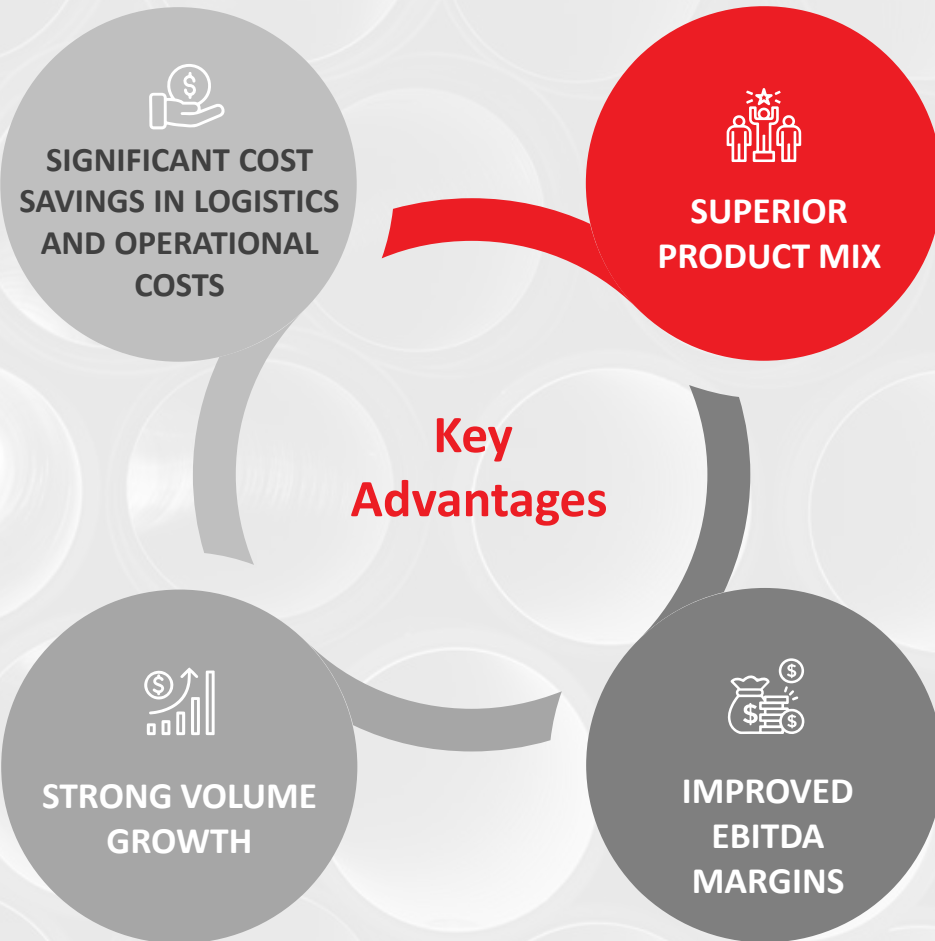 SIGNIFICANT COST
SAVINGS IN LOGISTICS
AND OPERATIONAL
COSTS
SUPERIOR
PRODUCT MIX
Key
Advantages
STRONG VOLUME
GROWTH
IMPROVED
EBITDA
MARGINS